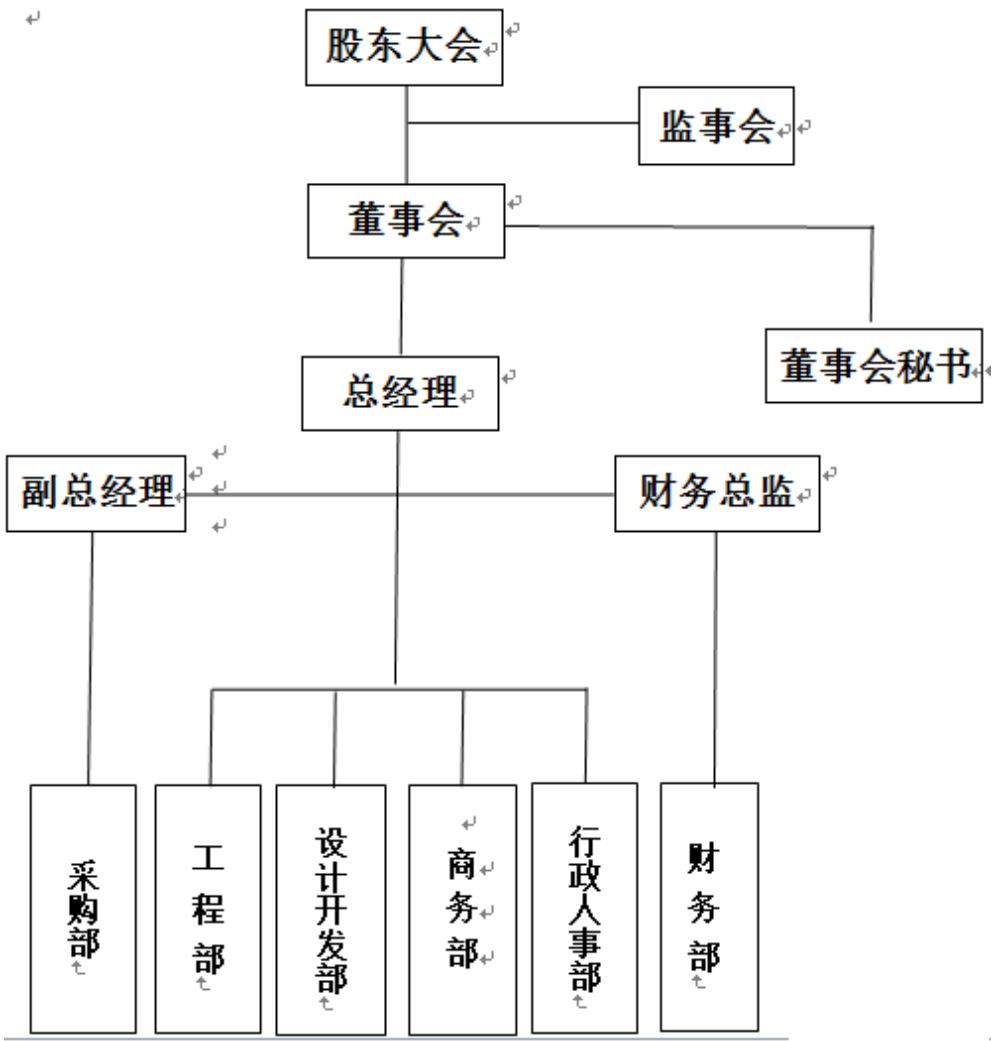 股东大会
监事会
董事会
董事会秘书
总经理
副总经理
财务总监
采购部
工程部
设计开发部
商务部
行政人事部
财务部